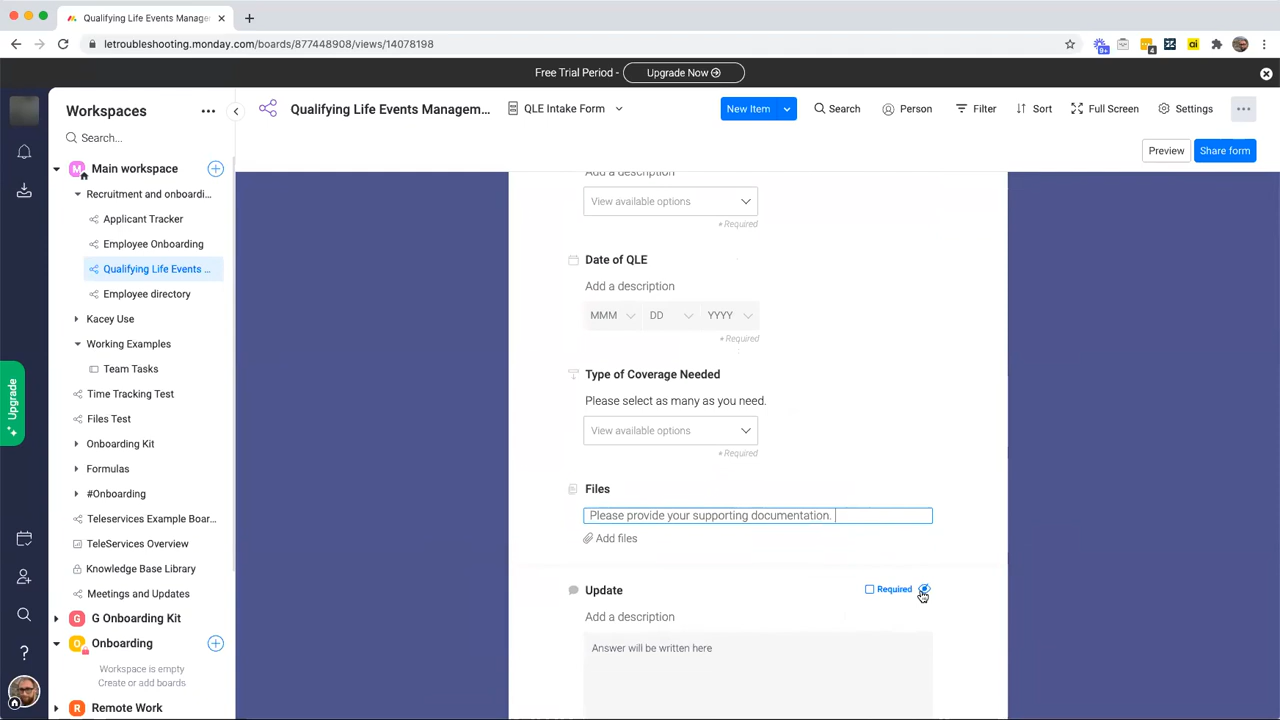 Qualifying Life Events Manage
letroubleshooting.monday.com/boards/877448908/views/14078198
9+
4
ai
Free Trial Period -
Upgrade Now
Workspaces
Qualifying Life Events Managem...
QLE Intake Form
New Item
Search
Person
Filter
Sort
Full Screen
Settings
Search...
Preview
Share form
M
Main workspace
Recruitment and onboardi...
Applicant Tracker
Employee Onboarding
Qualifying Life Events ...
Employee directory
Kacey Use
Working Examples
Team Tasks
Time Tracking Test
Files Test
Onboarding Kit
Formulas
#Onboarding
Teleservices Example Boar...
TeleServices Overview
Knowledge Base Library
Meetings and Updates
G
G Onboarding Kit
O
Onboarding
Workspace is empty
Create or add boards
R
Remote Work
Upgrade
?
Add a description
View available options
* Required
Date of QLE
Add a description
MMM
DD
YYYY
* Required
Type of Coverage Needed
Please select as many as you need.
View available options
* Required
Files
Please provide your supporting documentation.
Add files
Update
Required
Add a description
Answer will be written here